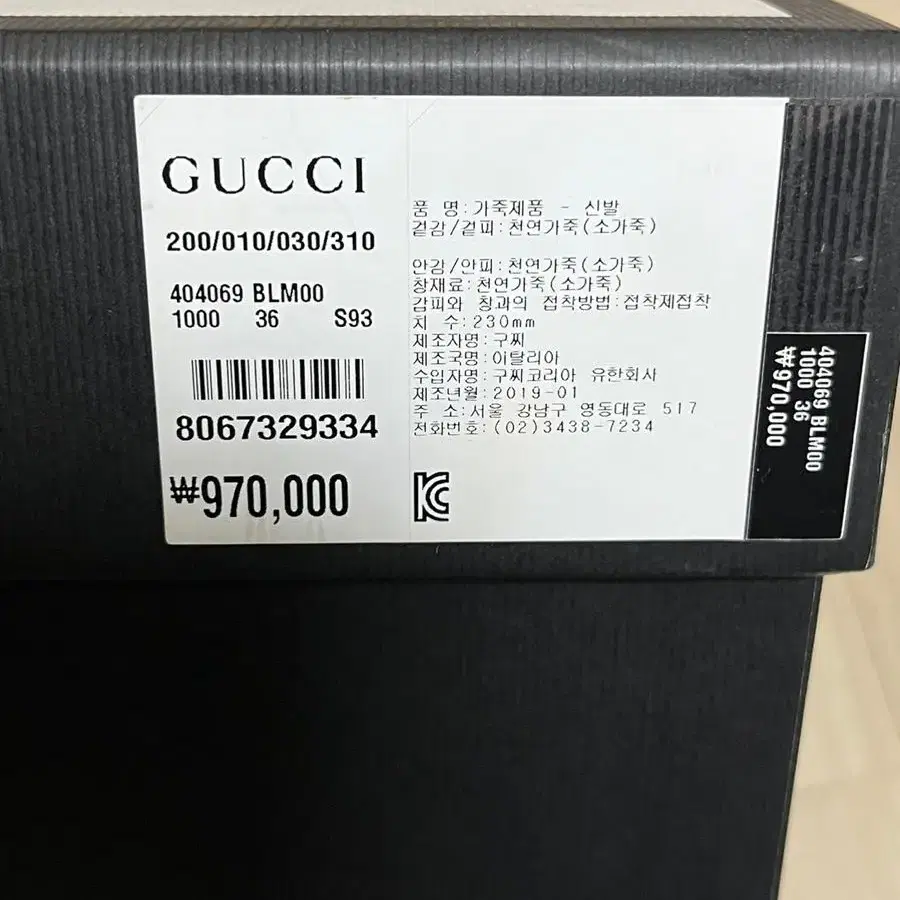 GUCCI
200/010/030/310
404069 BLM00
1000 36 S93
8067329334
₩970,000
품 명:가죽제품 - 신발
겉감/겉피:천연가죽(소가죽)
안감/안피:천연가죽(소가죽)
창재료:천연가죽(소가죽)
갑피와 창과의 접착방법:접착제접착
치 수:230mm
제조자명:구찌
제조국명:이탈리아
수입자명:구찌코리아 유한회사
제조년월:2019-01
주 소:서울 강남구 영동대로 517
전화번호:(02)3438-7234
KC
404069 BLM00
1000 36
₩970,000